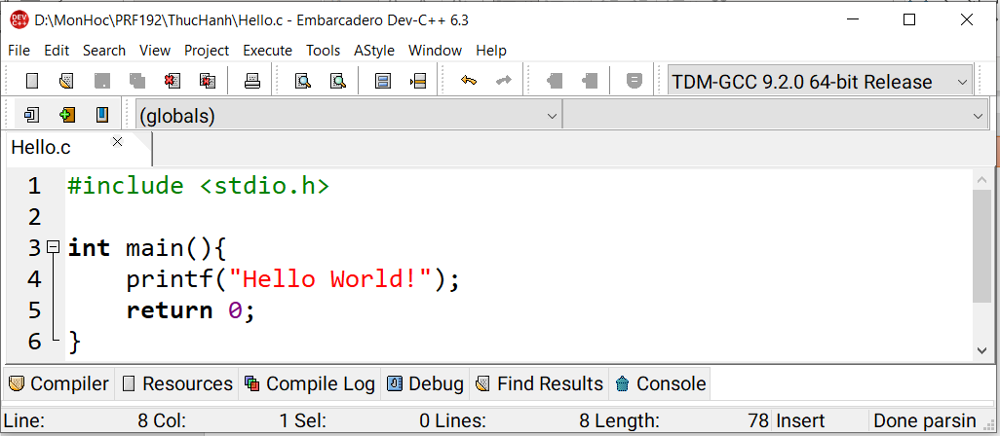 DEV C++ D:\MonHoc\PRF192\ThucHanh\Hello.c - Embarcadero Dev-C++ 6.3
File Edit Search View Project Execute Tools AStyle Window Help
TDM-GCC 9.2.0 64-bit Release
(globals)
Hello.c
1 #include <stdio.h>
2
3 int main(){
4 printf("Hello World!");
5 return 0;
6 }
Compiler Resources Compile Log Debug Find Results Console
Line: 8 Col: 1 Sel: 0 Lines: 8 Length: 78 Insert Done parsin